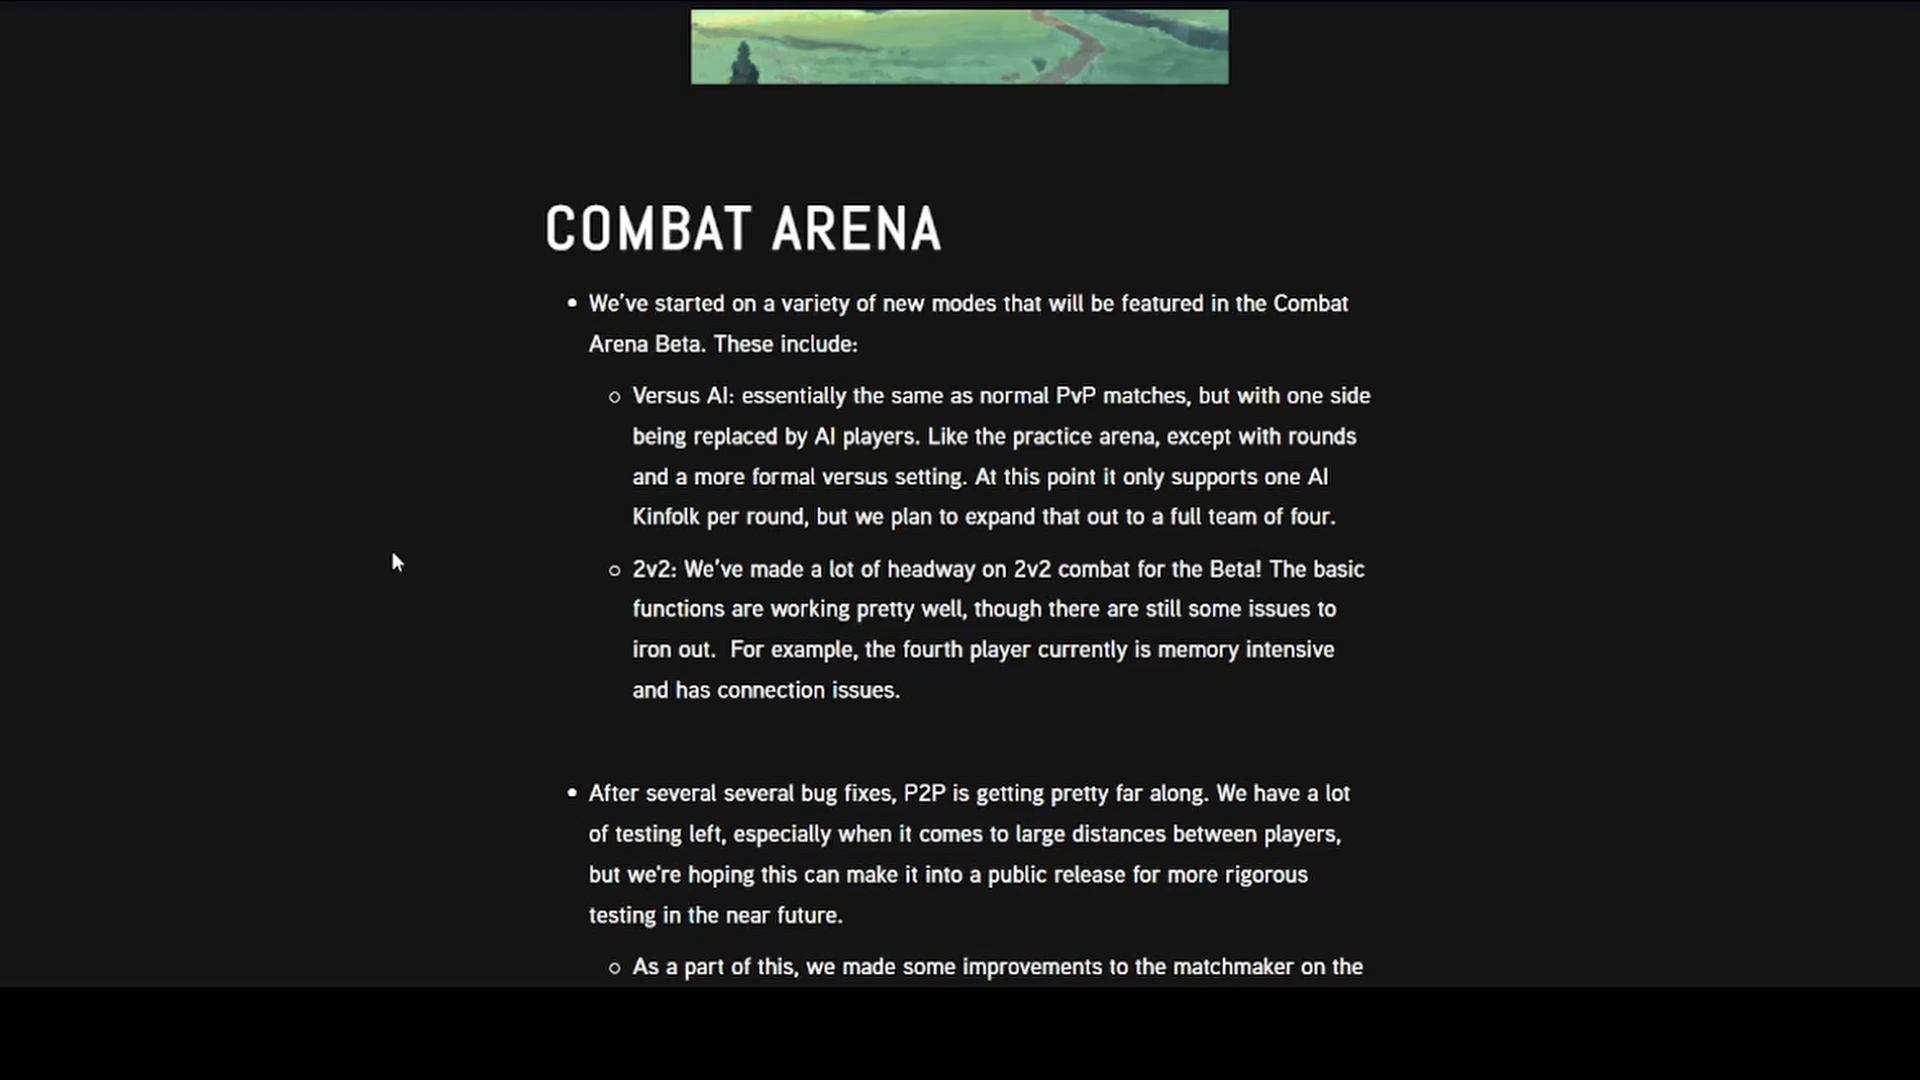 COMBAT ARENA
• We've started on a variety of new modes that will be featured in the Combat
Arena Beta. These include:
○ Versus AI: essentially the same as normal PvP matches, but with one side
being replaced by AI players. Like the practice arena, except with rounds
and a more formal versus setting. At this point it only supports one AI
Kinfolk per round, but we plan to expand that out to a full team of four.
○ 2v2: We've made a lot of headway on 2v2 combat for the Beta! The basic
functions are working pretty well, though there are still some issues to
iron out.  For example, the fourth player currently is memory intensive
and has connection issues.
• After several several bug fixes, P2P is getting pretty far along. We have a lot
of testing left, especially when it comes to large distances between players,
but we're hoping this can make it into a public release for more rigorous
testing in the near future.
○ As a part of this, we made some improvements to the matchmaker on the